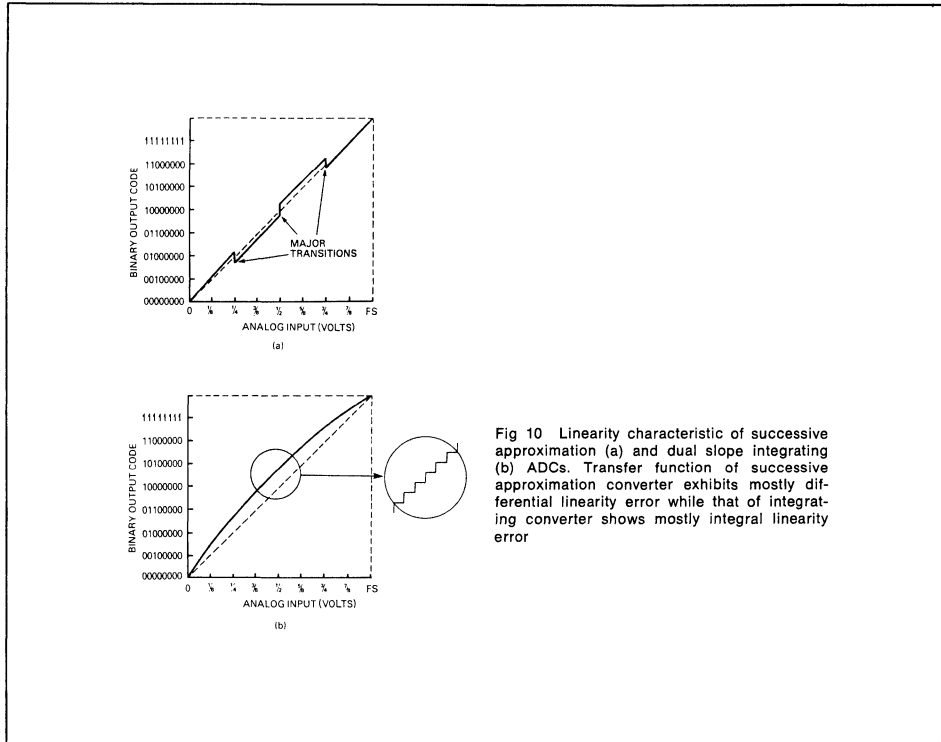 11111111
11000000
10100000
10000000
01100000
01000000
00100000
00000000
BINARY OUTPUT CODE
MAJOR
TRANSITIONS
0 ⅛ ¼ ⅜ ½ ⅝ ¾ ⅞ FS
ANALOG INPUT (VOLTS)
(a)
11111111
11000000
10100000
10000000
01100000
01000000
00100000
00000000
BINARY OUTPUT CODE
0 ⅛ ¼ ⅜ ½ ⅝ ¾ ⅞ FS
ANALOG INPUT (VOLTS)
(b)
Fig 10 Linearity characteristic of successive
approximation (a) and dual slope integrating
(b) ADCs. Transfer function of successive
approximation converter exhibits mostly dif-
ferential linearity error while that of integrat-
ing converter shows mostly integral linearity
error